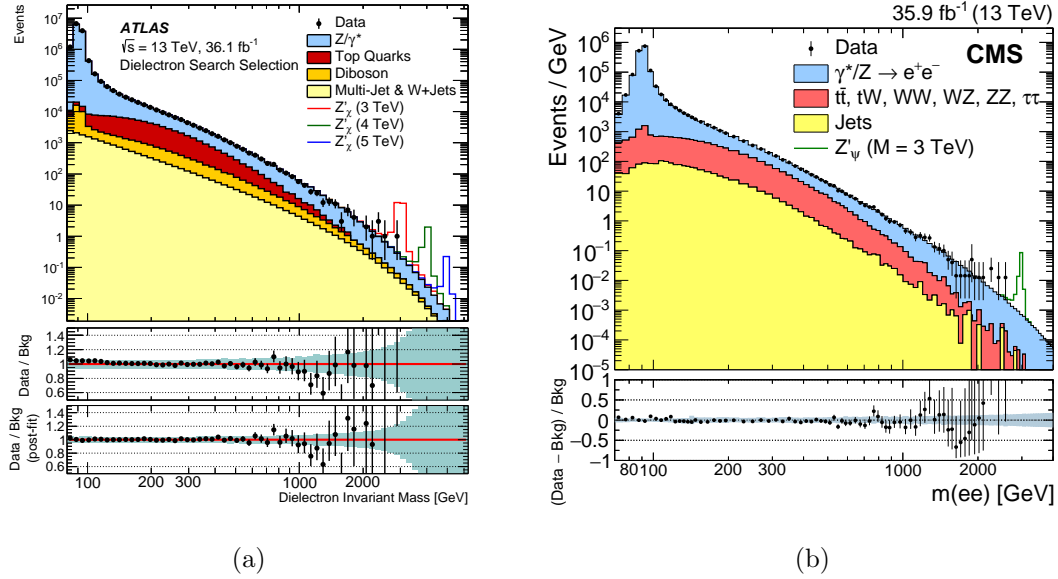 Events
10⁷
10⁶
10⁵
10⁴
10³
10²
10
1
10⁻¹
10⁻²
ATLAS
√s = 13 TeV, 36.1 fb⁻¹
Dielectron Search Selection
Data
Z/γ*
Top Quarks
Diboson
Multi-Jet & W+Jets
Z'χ (3 TeV)
Z'χ (4 TeV)
Z'χ (5 TeV)
Data / Bkg
1.4
1.2
1
0.8
0.6
Data / Bkg
(post-fit)
1.4
1.2
1
0.8
0.6
100 200 300 1000 2000
Dielectron Invariant Mass [GeV]
(a)
35.9 fb⁻¹ (13 TeV)
Events / GeV
10⁷
10⁶
10⁵
10⁴
10³
10²
10
1
10⁻¹
10⁻²
10⁻³
10⁻⁴
10⁻⁵
CMS
Data
γ*/Z → e⁺e⁻
tt̄, tW, WW, WZ, ZZ, ττ
Jets
Z'ψ (M = 3 TeV)
(Data − Bkg) / Bkg
1
0.5
0
−0.5
−1
70 100 200 300 1000 2000
m(ee) [GeV]
(b)